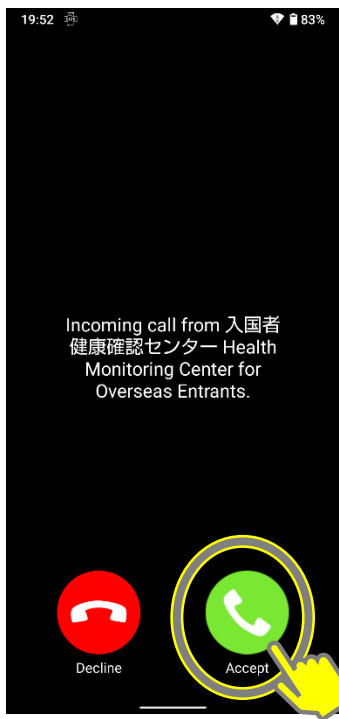 19:52
83%
Incoming call from 入国者
健康確認センター Health
Monitoring Center for
Overseas Entrants.
Decline
Accept